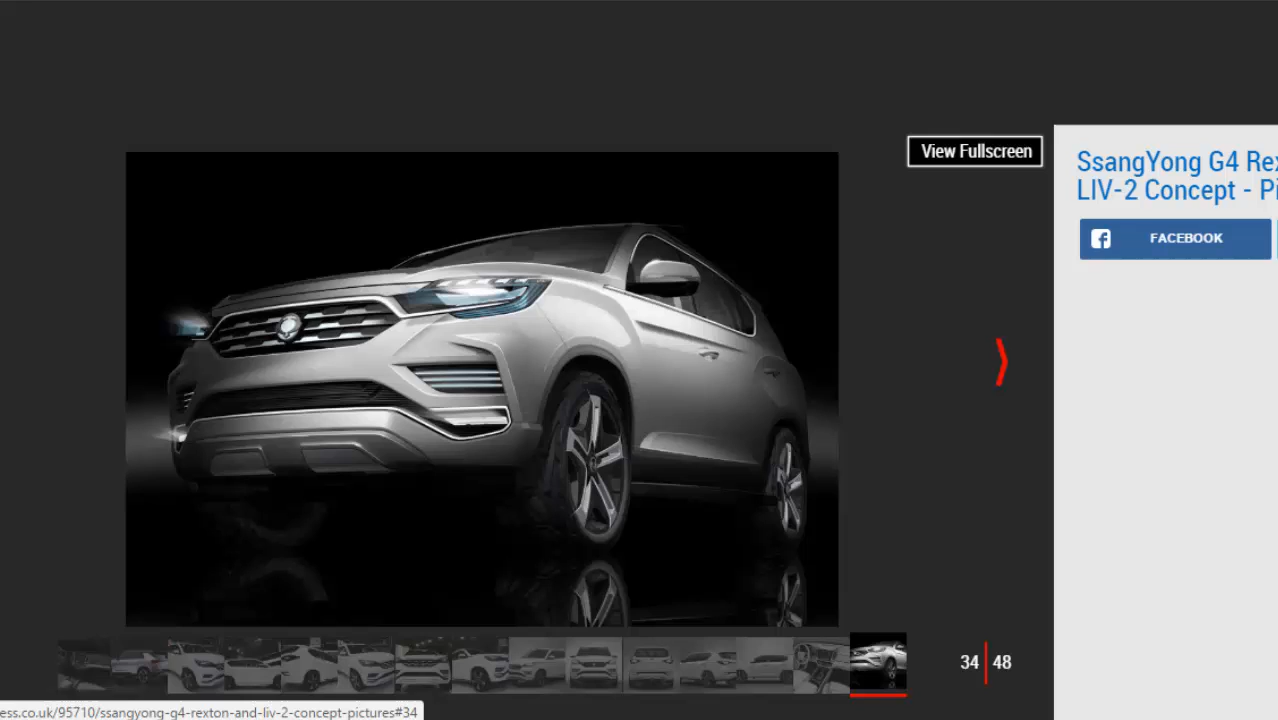 View Fullscreen
SsangYong G4 Rex
LIV-2 Concept - Pi
FACEBOOK
34 48
ess.co.uk/95710/ssangyong-g4-rexton-and-liv-2-concept-pictures#34